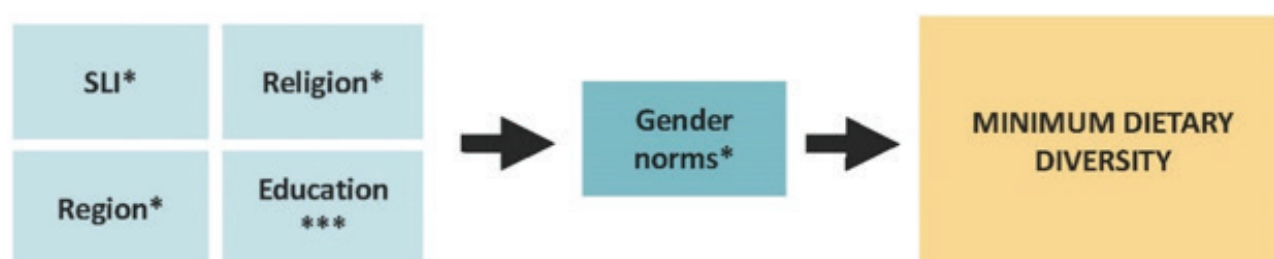 SLI*
Religion*
Region*
Education
***
Gender
norms*
MINIMUM DIETARY
DIVERSITY